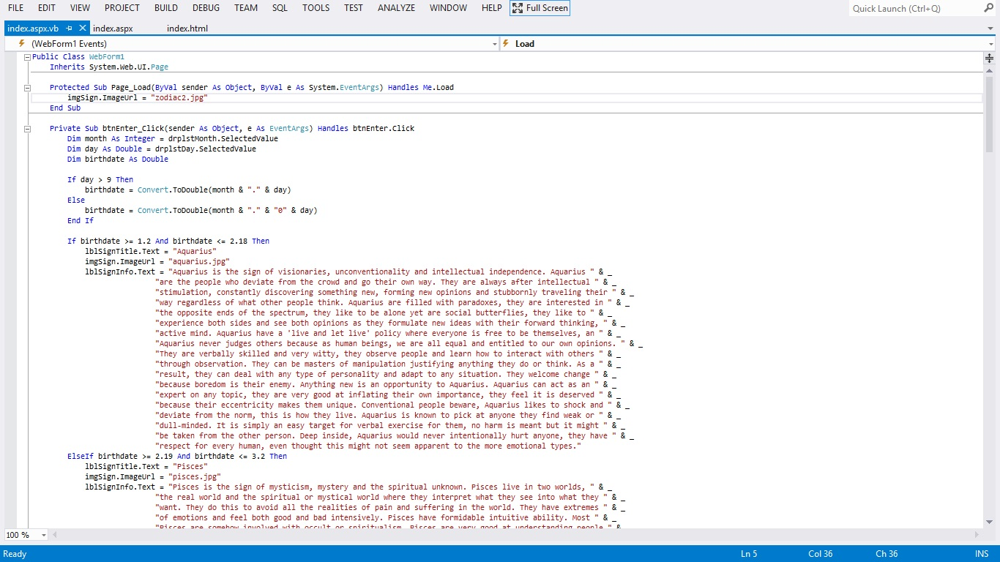 FILE EDIT VIEW PROJECT BUILD DEBUG TEAM SQL TOOLS TEST ANALYZE WINDOW HELP Full Screen Quick Launch (Ctrl+Q)
index.aspx.vb index.aspx index.html
(WebForm1 Events) Load
Public Class WebForm1
Inherits System.Web.UI.Page
Protected Sub Page_Load(ByVal sender As Object, ByVal e As System.EventArgs) Handles Me.Load
imgSign.ImageUrl = "zodiac2.jpg"
End Sub
Private Sub btnEnter_Click(sender As Object, e As EventArgs) Handles btnEnter.Click
Dim month As Integer = drplstMonth.SelectedValue
Dim day As Double = drplstDay.SelectedValue
Dim birthdate As Double
If day > 9 Then
birthdate = Convert.ToDouble(month & "." & day)
Else
birthdate = Convert.ToDouble(month & "." & "0" & day)
End If
If birthdate >= 1.2 And birthdate <= 2.18 Then
lblSignTitle.Text = "Aquarius"
imgSign.ImageUrl = "aquarius.jpg"
lblSignInfo.Text = "Aquarius is the sign of visionaries, unconventionality and intellectual independence. Aquarius " & _
"are the people who deviate from the crowd and go their own way. They are always after intellectual " & _
"stimulation, constantly discovering something new, forming new opinions and stubbornly traveling their " & _
"way regardless of what other people think. Aquarius are filled with paradoxes, they are interested in " & _
"the opposite ends of the spectrum, they like to be alone yet are social butterflies, they like to " & _
"experience both sides and see both opinions as they formulate new ideas with their forward thinking, " & _
"active mind. Aquarius have a 'live and let live' policy where everyone is free to be themselves, an " & _
"Aquarius never judges others because as human beings, we are all equal and entitled to our own opinions. " & _
"They are verbally skilled and very witty, they observe people and learn how to interact with others " & _
"through observation. They can be masters of manipulation justifying anything they do or think. As a " & _
"result, they can deal with any type of personality and adapt to any situation. They welcome change " & _
"because boredom is their enemy. Anything new is an opportunity to Aquarius. Aquarius can act as an " & _
"expert on any topic, they are very good at inflating their own importance, they feel it is deserved " & _
"because their eccentricity makes them unique. Conventional people beware, Aquarius likes to shock and " & _
"deviate from the norm, this is how they live. Aquarius is known to pick at anyone they find weak or " & _
"dull-minded. It is simply an easy target for verbal exercise for them, no harm is meant but it might " & _
"be taken from the other person. Deep inside, Aquarius would never intentionally hurt anyone, they have " & _
"respect for every human, even thought this might not seem apparent to the more emotional types."
ElseIf birthdate >= 2.19 And birthdate <= 3.2 Then
lblSignTitle.Text = "Pisces"
imgSign.ImageUrl = "pisces.jpg"
lblSignInfo.Text = "Pisces is the sign of mysticism, mystery and the spiritual unknown. Pisces live in two worlds, " & _
"the real world and the spiritual or mystical world where they interpret what they see into what they " & _
"want. They do this to avoid all the realities of pain and suffering in the world. They have extremes " & _
"of emotions and feel both good and bad intensively. Pisces have formidable intuitive ability. Most " & _
"Pisces are somehow involved with occult or spiritualism. Pisces are very good at understanding people " &
100 %
Ready Ln 5 Col 36 Ch 36 INS